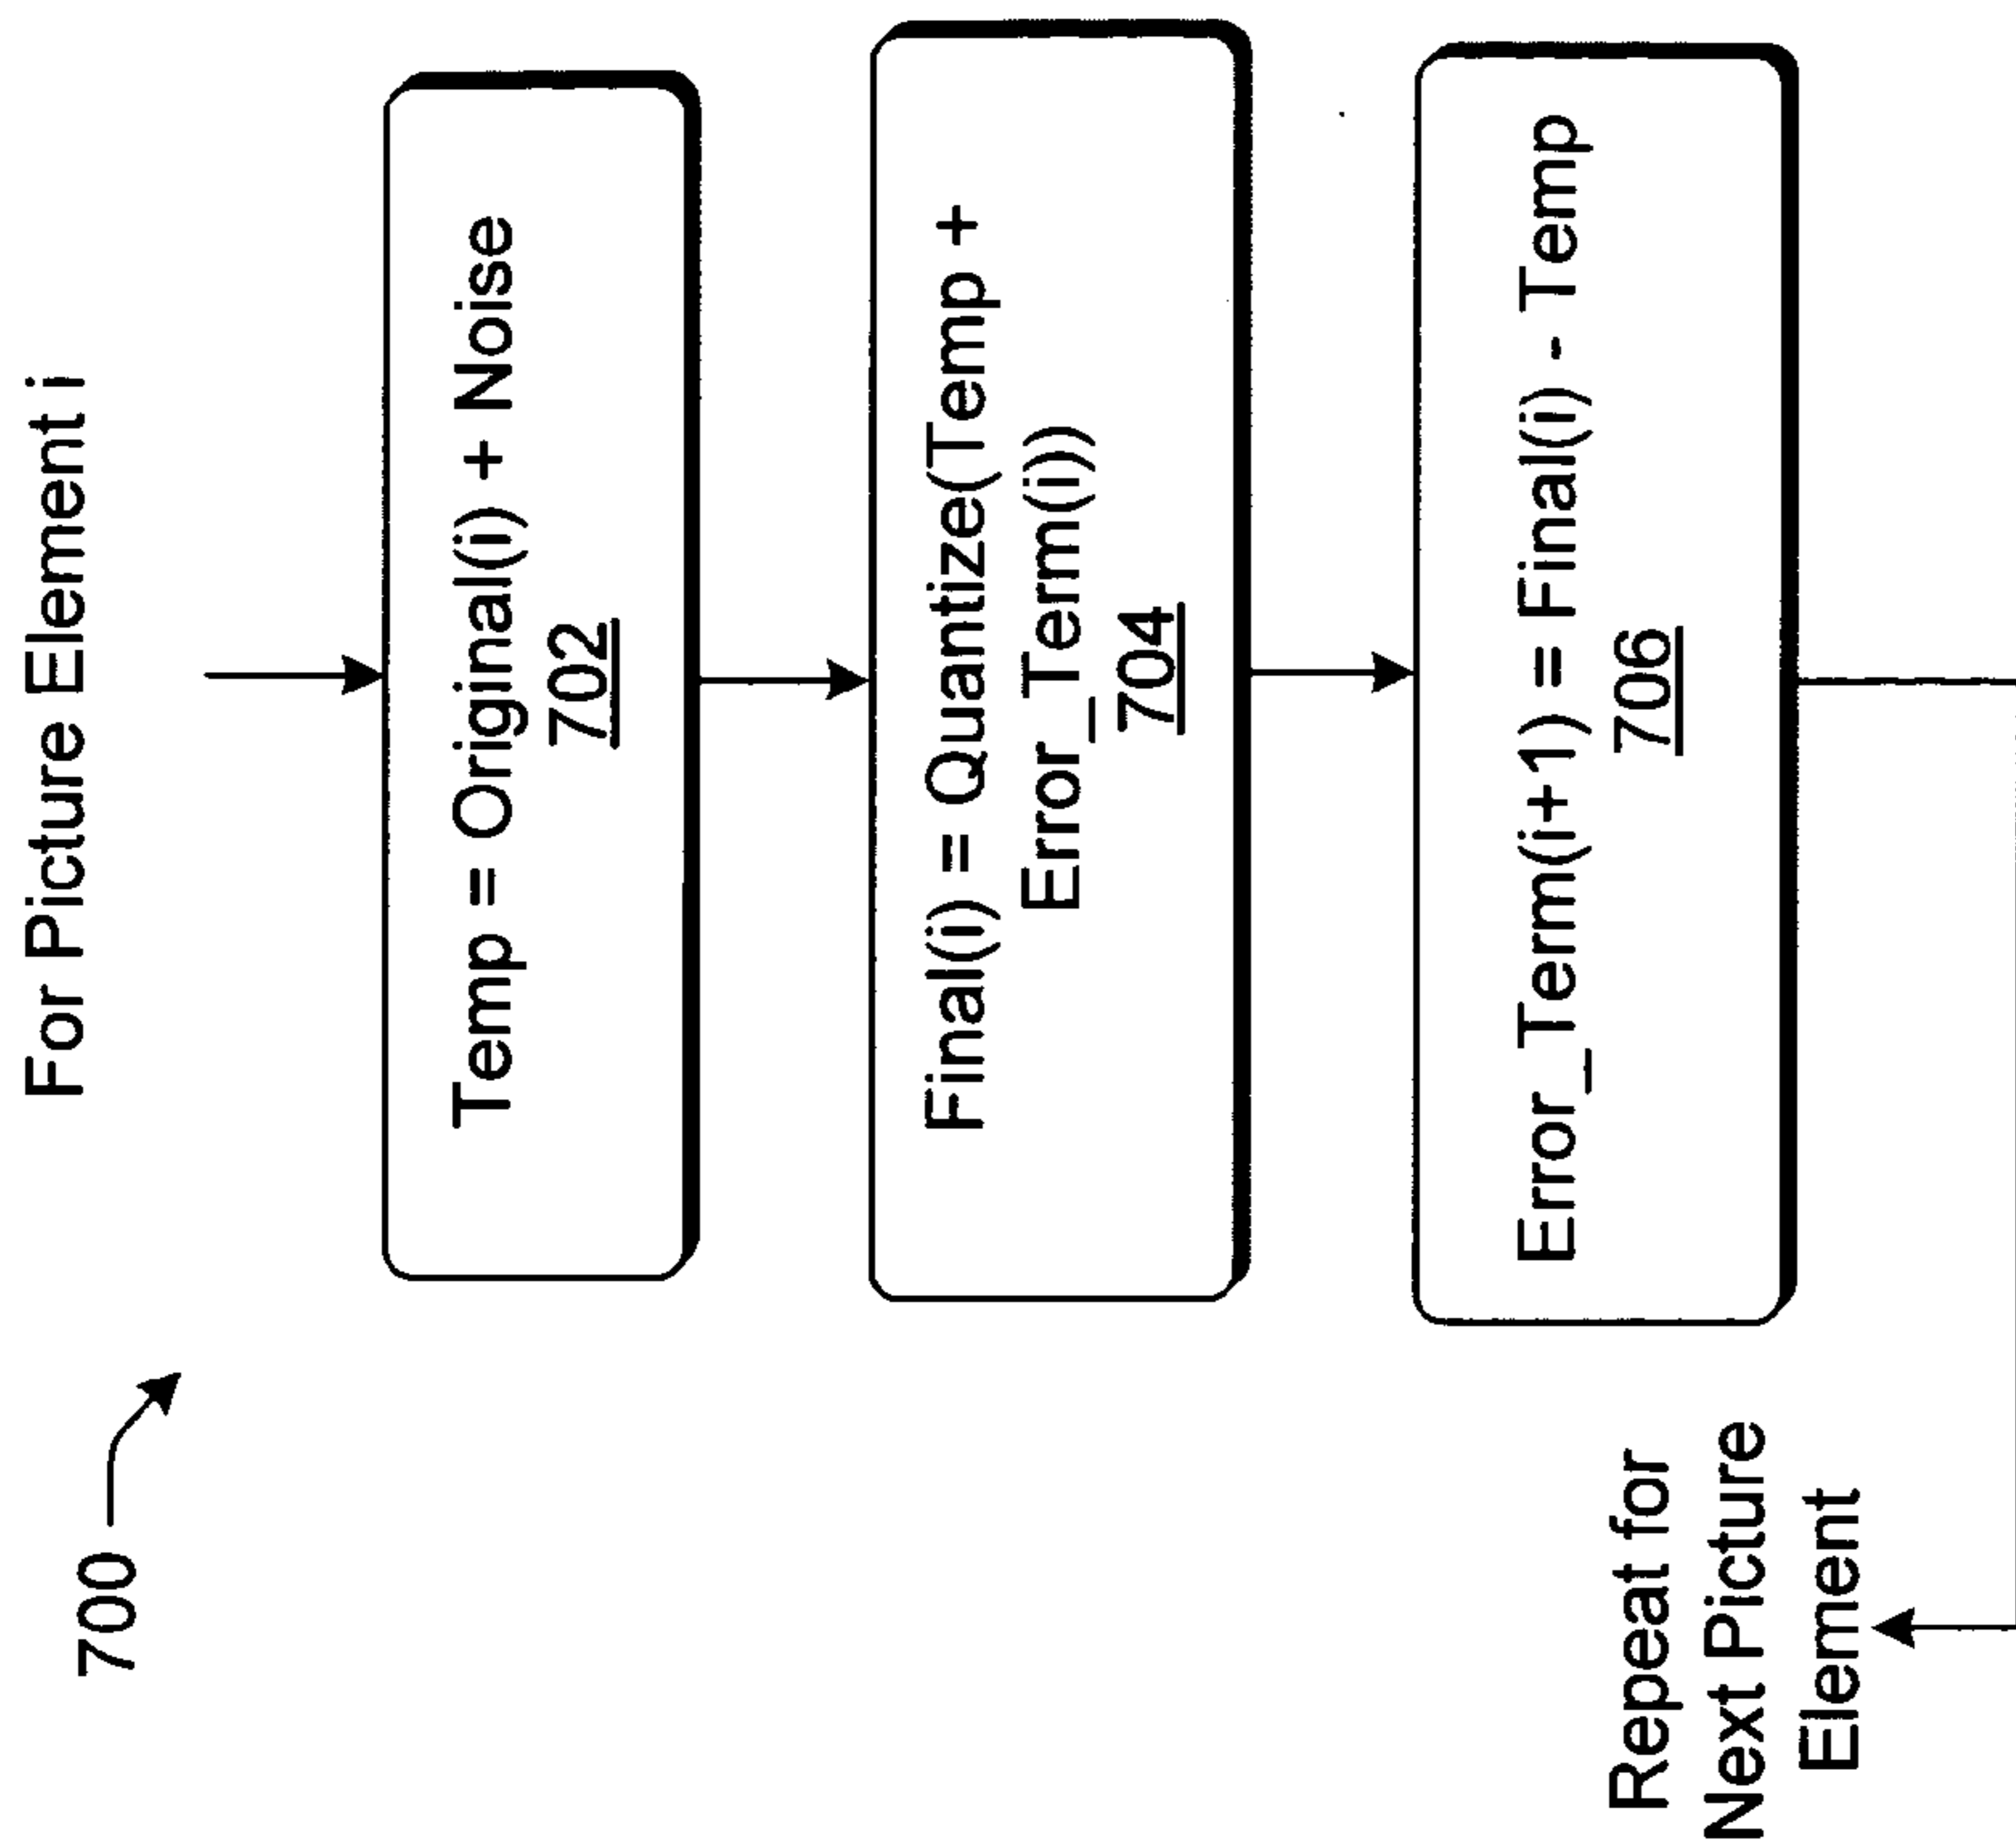 700
For Picture Element i
Temp = Original(i) + Noise
702
Final(i) = Quantize(Temp +
Error_Term(i))
704
Error_Term(i+1) = Final(i) - Temp
706
Repeat for
Next Picture
Element